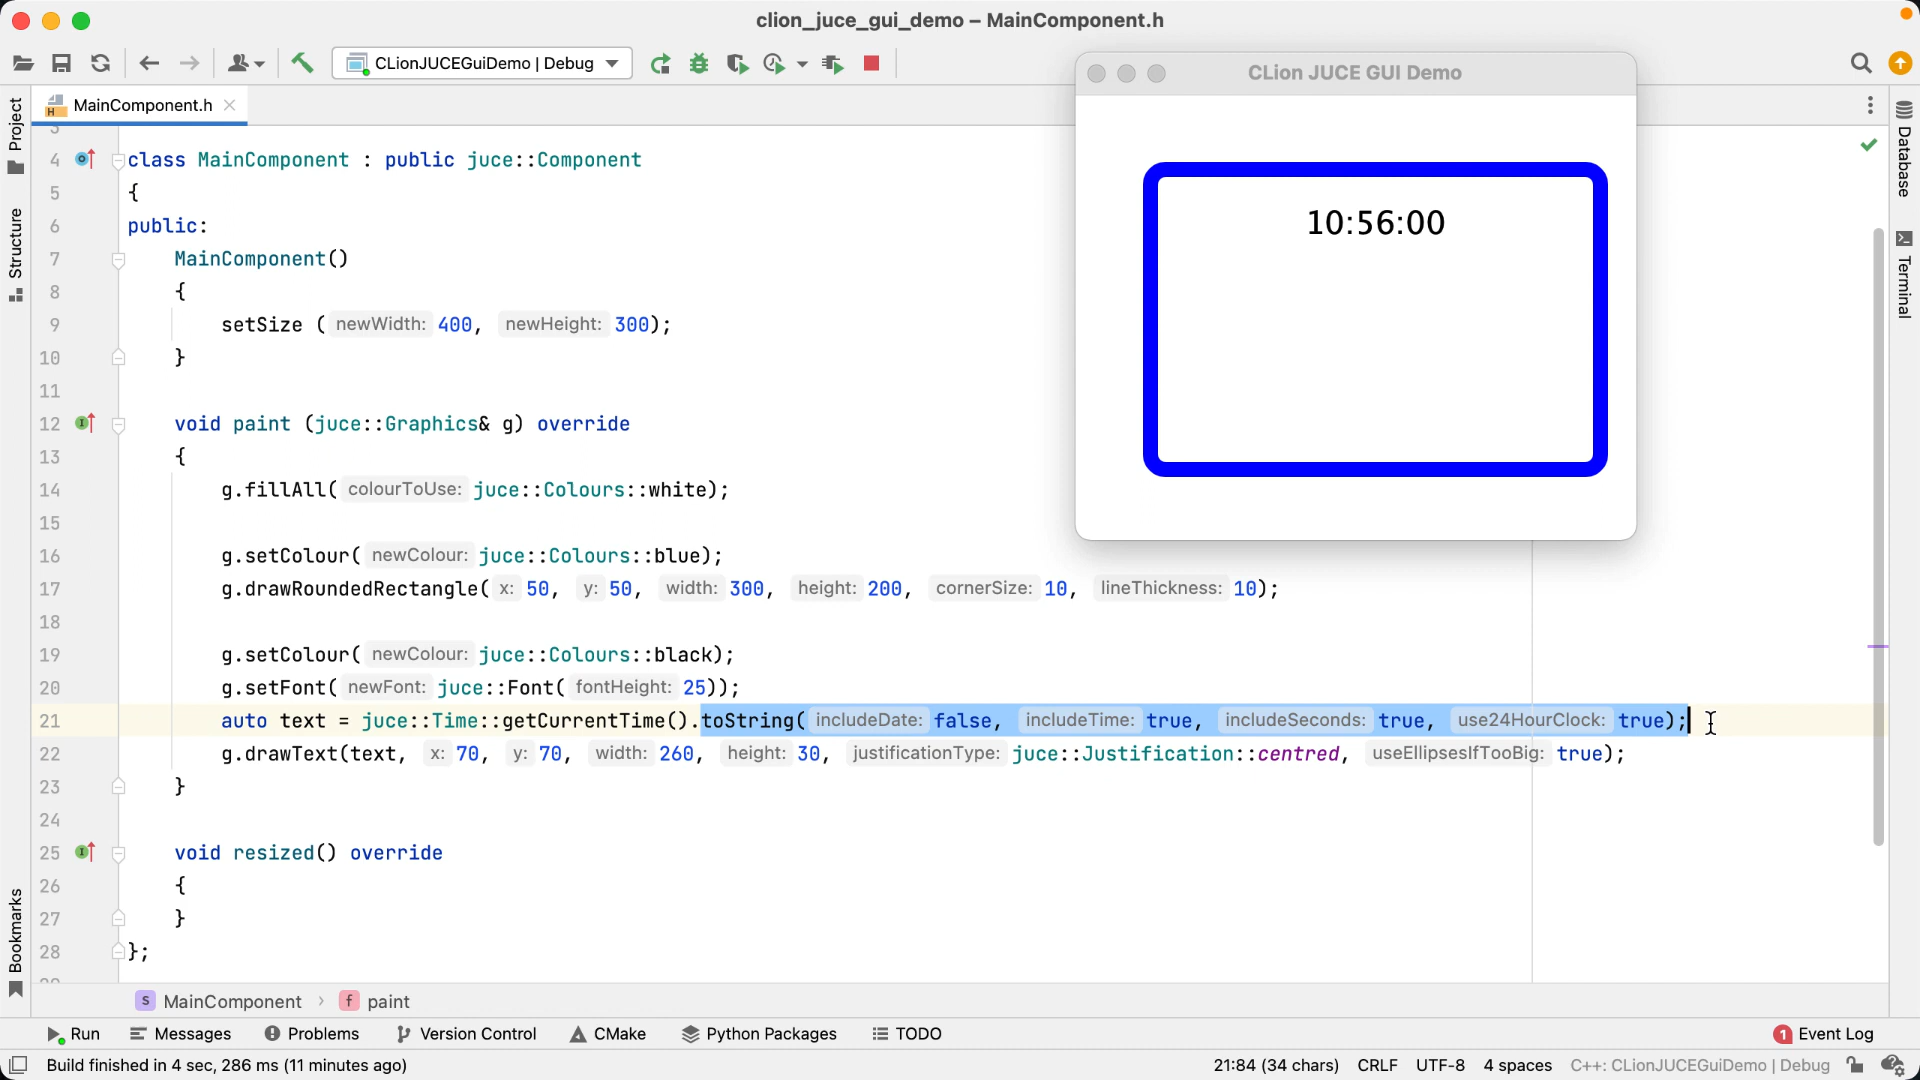 clion_juce_gui_demo – MainComponent.h
CLionJUCEGuiDemo | Debug
MainComponent.h
CLion JUCE GUI Demo
10:56:00
Project
Structure
Bookmarks
Database
Terminal
4 class MainComponent : public juce::Component
5 {
6 public:
7 MainComponent()
8 {
9 setSize ( newWidth: 400, newHeight: 300);
10 }
11
12 void paint (juce::Graphics& g) override
13 {
14 g.fillAll( colourToUse: juce::Colours::white);
15
16 g.setColour( newColour: juce::Colours::blue);
17 g.drawRoundedRectangle( x: 50, y: 50, width: 300, height: 200, cornerSize: 10, lineThickness: 10);
18
19 g.setColour( newColour: juce::Colours::black);
20 g.setFont( newFont: juce::Font( fontHeight: 25));
21 auto text = juce::Time::getCurrentTime().toString( includeDate: false, includeTime: true, includeSeconds: true, use24HourClock: true);
22 g.drawText(text, x: 70, y: 70, width: 260, height: 30, justificationType: juce::Justification::centred, useEllipsesIfTooBig: true);
23 }
24
25 void resized() override
26 {
27 }
28 };
S MainComponent › f paint
Run Messages Problems Version Control CMake Python Packages TODO 1 Event Log
Build finished in 4 sec, 286 ms (11 minutes ago) 21:84 (34 chars) CRLF UTF-8 4 spaces C++: CLionJUCEGuiDemo | Debug